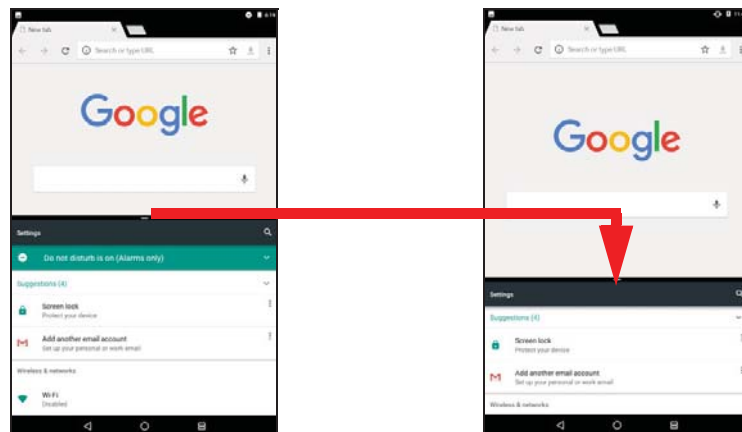 6:19
New tab
Search or type URL
Google
Settings
Do not disturb is on (Alarms only)
Suggestions (4)
Screen lock
Protect your device
Add another email account
Set up your personal or work email
Wireless & networks
Wi-Fi
Disabled
New tab
Search or type URL
Google
Settings
Suggestions (4)
Screen lock
Protect your device
Add another email account
Set up your personal or work email
Wireless & networks